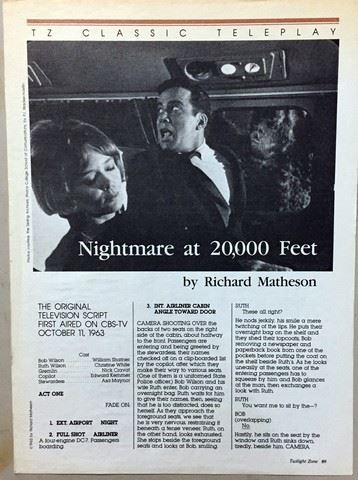 TZ CLASSIC TELEPLAY
Nightmare at 20,000 Feet
by Richard Matheson
THE ORIGINAL
TELEVISION SCRIPT
FIRST AIRED ON CBS-TV
OCTOBER 11, 1963
Cast
Bob Wilson William Shatner
Ruth Wilson Christine White
Gremlin Nick Cravat
Copilot Edward Kemmer
Stewardess Asa Maynor
ACT ONE
FADE ON:
1. EXT. AIRPORT NIGHT
2. FULL SHOT AIRLINER
A four-engine DC7. Passengers
boarding.
3. INT. AIRLINER CABIN
ANGLE TOWARD DOOR
CAMERA SHOOTING OVER the
backs of two seats on the right
side of the cabin, about halfway
to the front. Passengers are
entering and being greeted by
the stewardess, their names
checked off on a clip-boarded list
by the copilot, after which they
make their way to various seats.
(One of them is a uniformed State
Police officer.) Bob Wilson and his
wife Ruth enter, Bob carrying an
overnight bag. Ruth waits for him
to give their names, then, seeing
that he is too distracted, does so
herself. As they approach the
foreground seats, we see that
he is very nervous, restraining it
beneath a tense veneer. Ruth, on
the other hand, looks exhausted.
She stops beside the foreground
seats and looks at Bob, smiling.
RUTH
These all right?
He nods jerkily, his smile a mere
twitching of the lips. He puts their
overnight bag on the shelf and
they shed their topcoats, Bob
removing a newspaper and
paperback book from one of the
pockets before putting the coat on
the shelf beside Ruth's. As he looks
uneasily at the seats, one of the
entering passengers has to
squeeze by him and Bob glances
at the man, then exchanges a
look with Ruth.
RUTH
You want me to sit by the—?
BOB
(overlapping)
No.
Hastily, he sits on the seat by the
window and Ruth sinks down,
tiredly, beside him. CAMERA
Twilight Zone 89